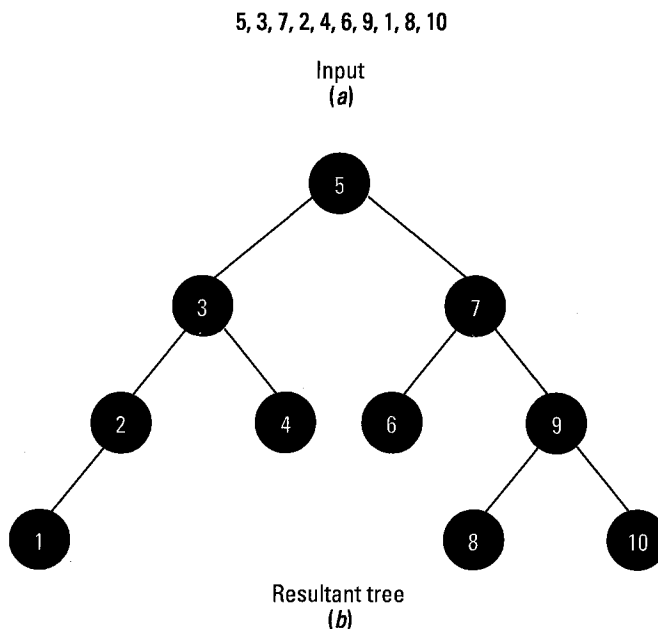 5, 3, 7, 2, 4, 6, 9, 1, 8, 10
Input
(a)
5
3 7
2 4 6 9
1 8 10
Resultant tree
(b)